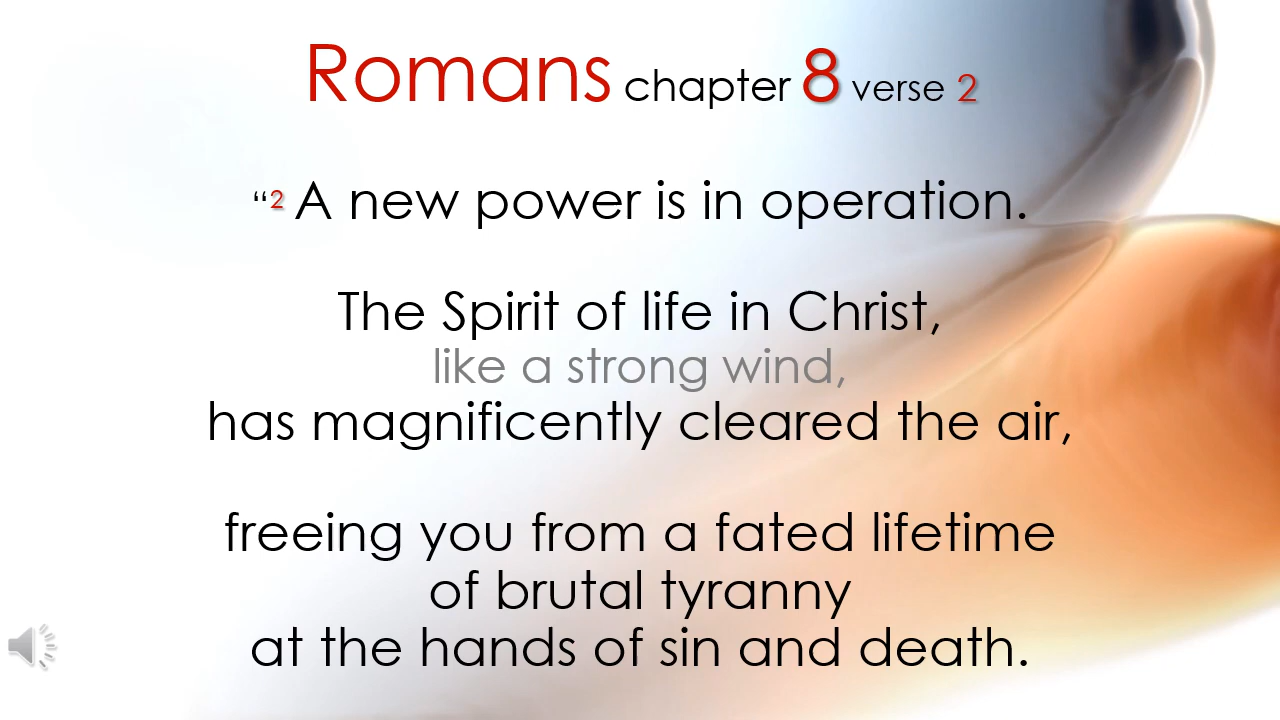 Romans chapter 8 verse 2
“2 A new power is in operation.
The Spirit of life in Christ,
like a strong wind,
has magnificently cleared the air,
freeing you from a fated lifetime
of brutal tyranny
at the hands of sin and death.